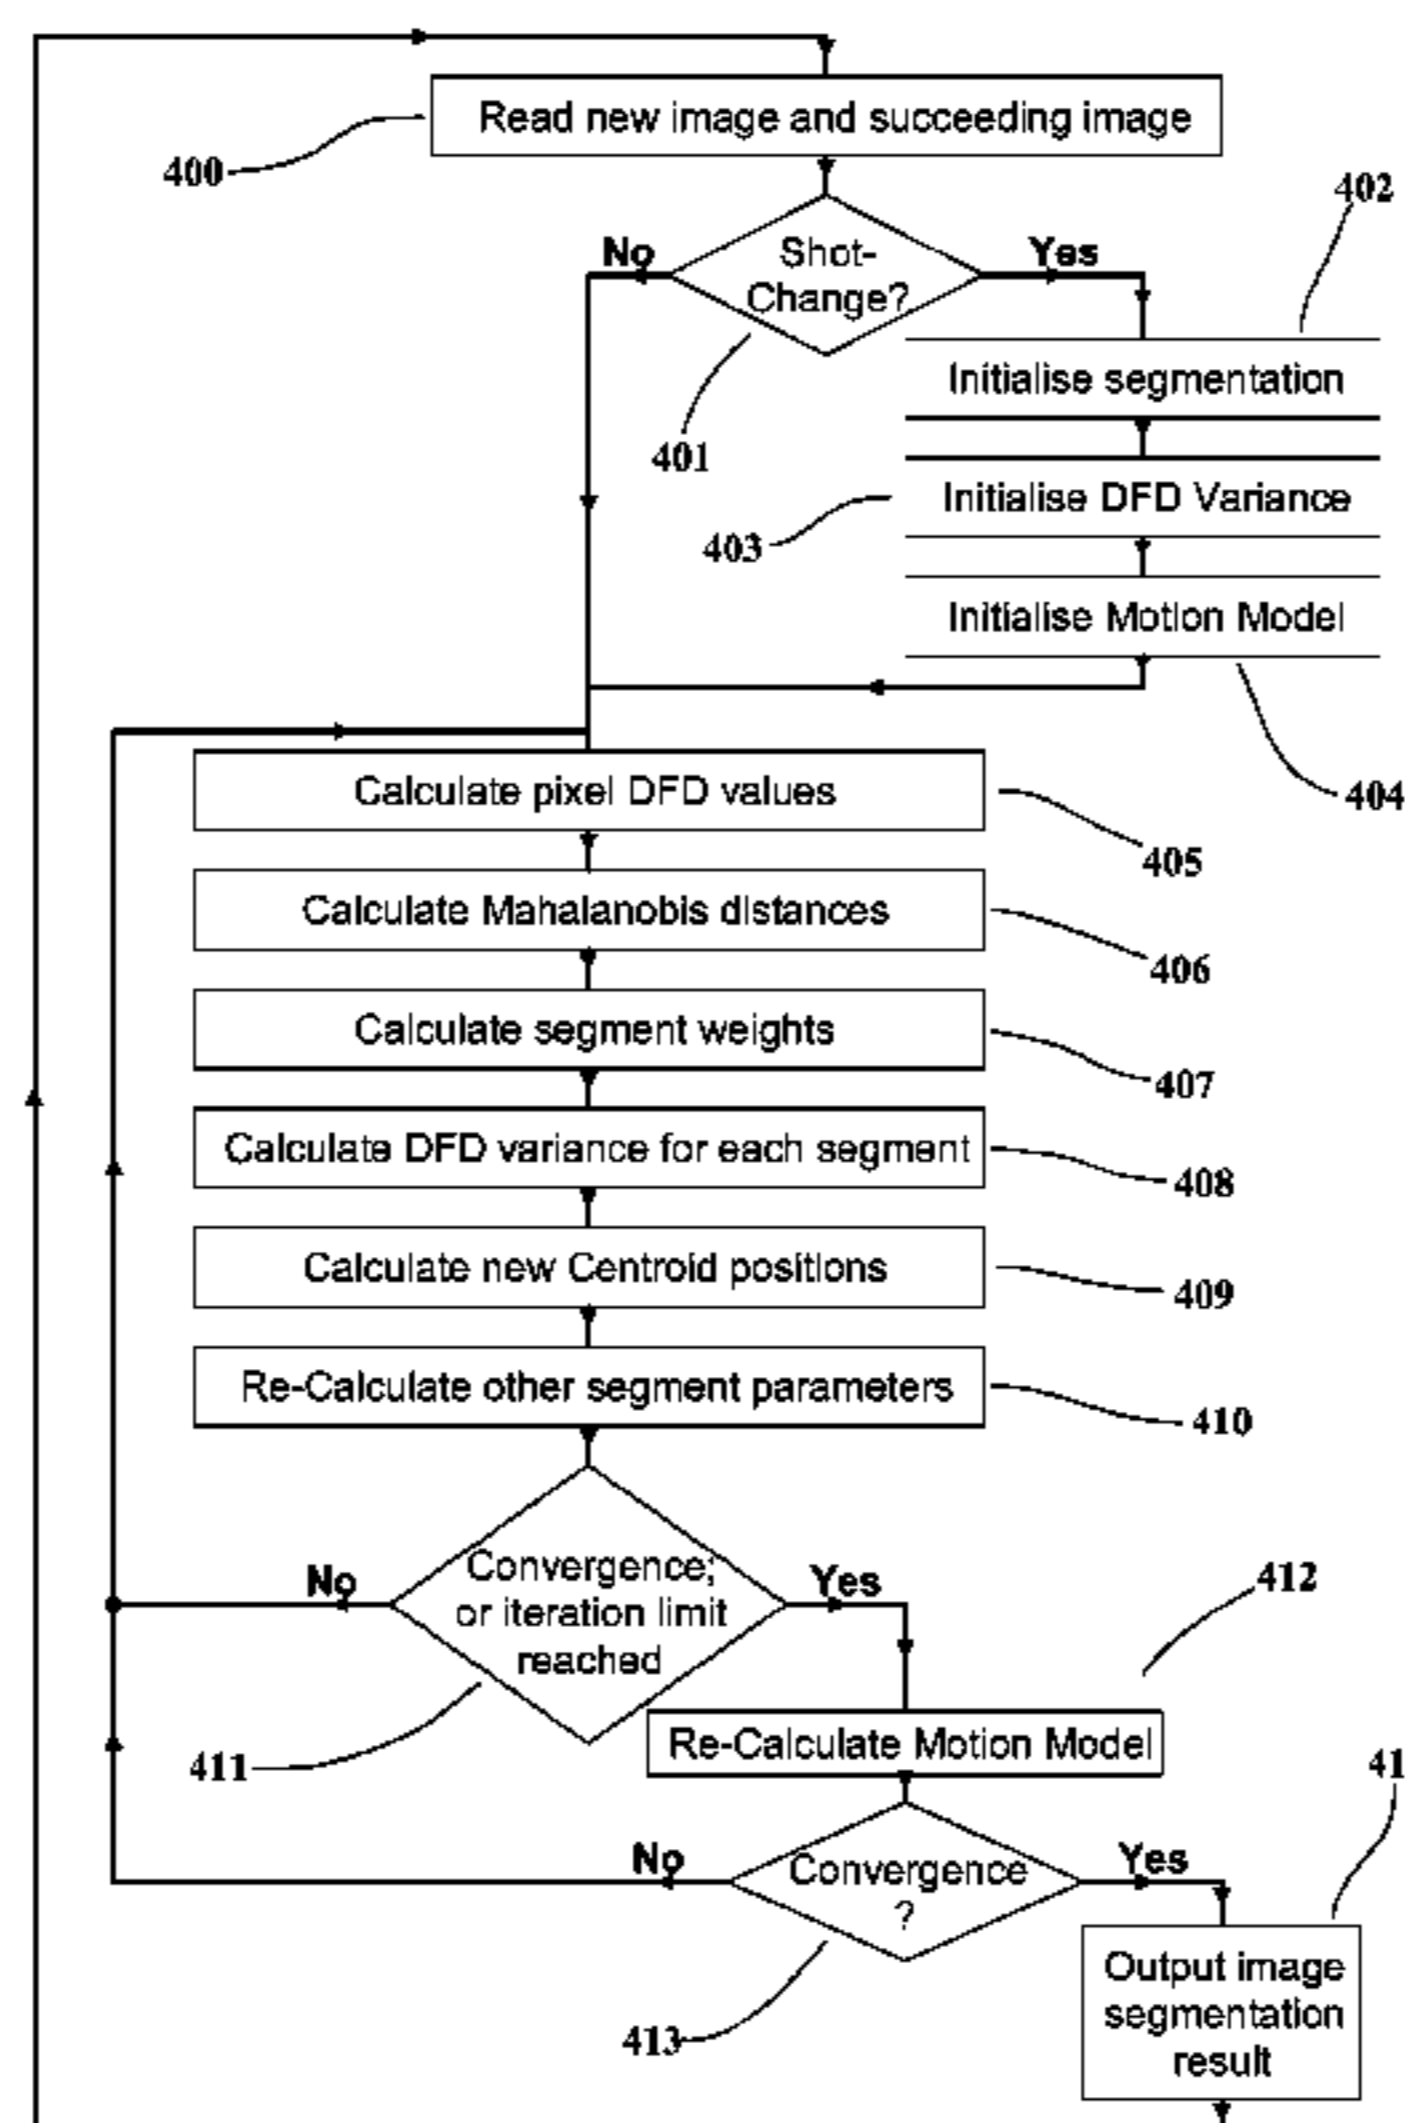 Read new image and succeeding image
400
402
No
Shot-
Change?
Yes
Initialise segmentation
401
Initialise DFD Variance
403
Initialise Motion Model
Calculate pixel DFD values
404
405
Calculate Mahalanobis distances
406
Calculate segment weights
407
Calculate DFD variance for each segment
408
Calculate new Centroid positions
409
Re-Calculate other segment parameters
410
No
Convergence;
or iteration limit
reached
Yes
412
411
Re-Calculate Motion Model
41
No
Convergence
?
Yes
413
Output image
segmentation
result